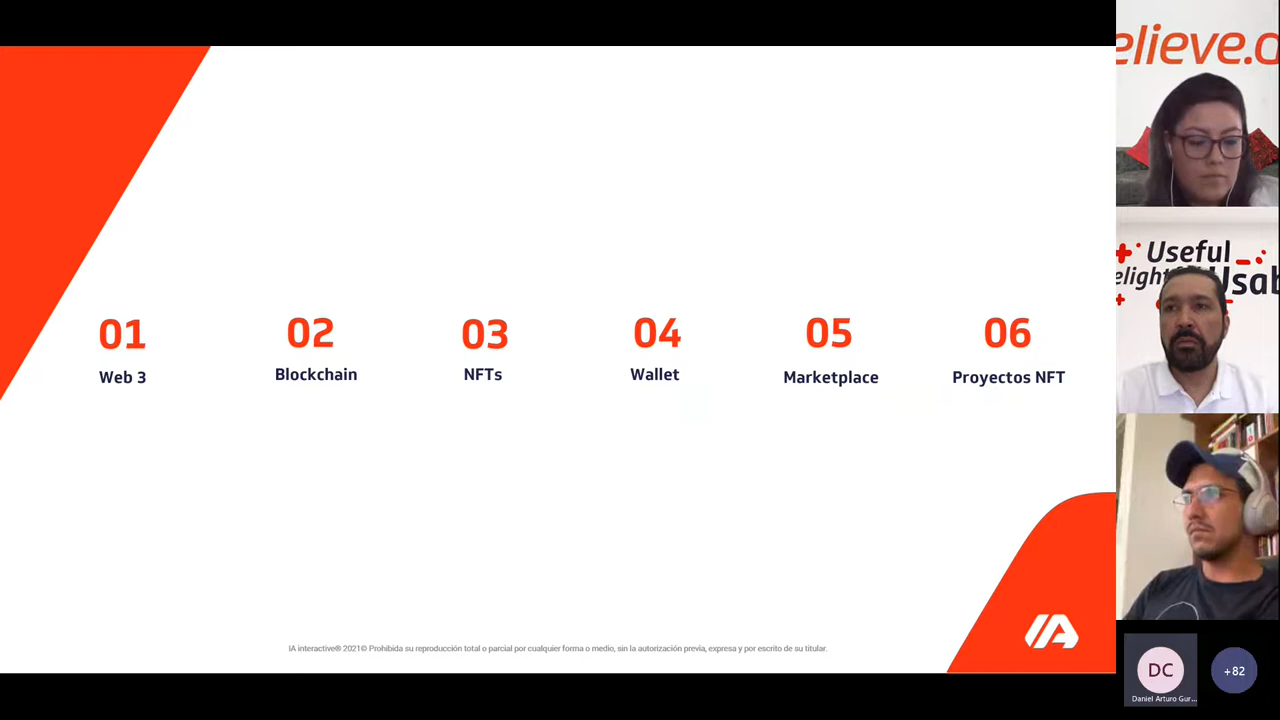 01
02
03
04
05
06
Web 3
Blockchain
NFTs
Wallet
Marketplace
Proyectos NFT
IA interactive® 2021© Prohibida su reproducción total o parcial por cualquier forma o medio, sin la autorización previa, expresa y por escrito de su titular.
IA
elieve.o
Useful
elight
Usab
DC
Daniel Arturo Gur...
+82